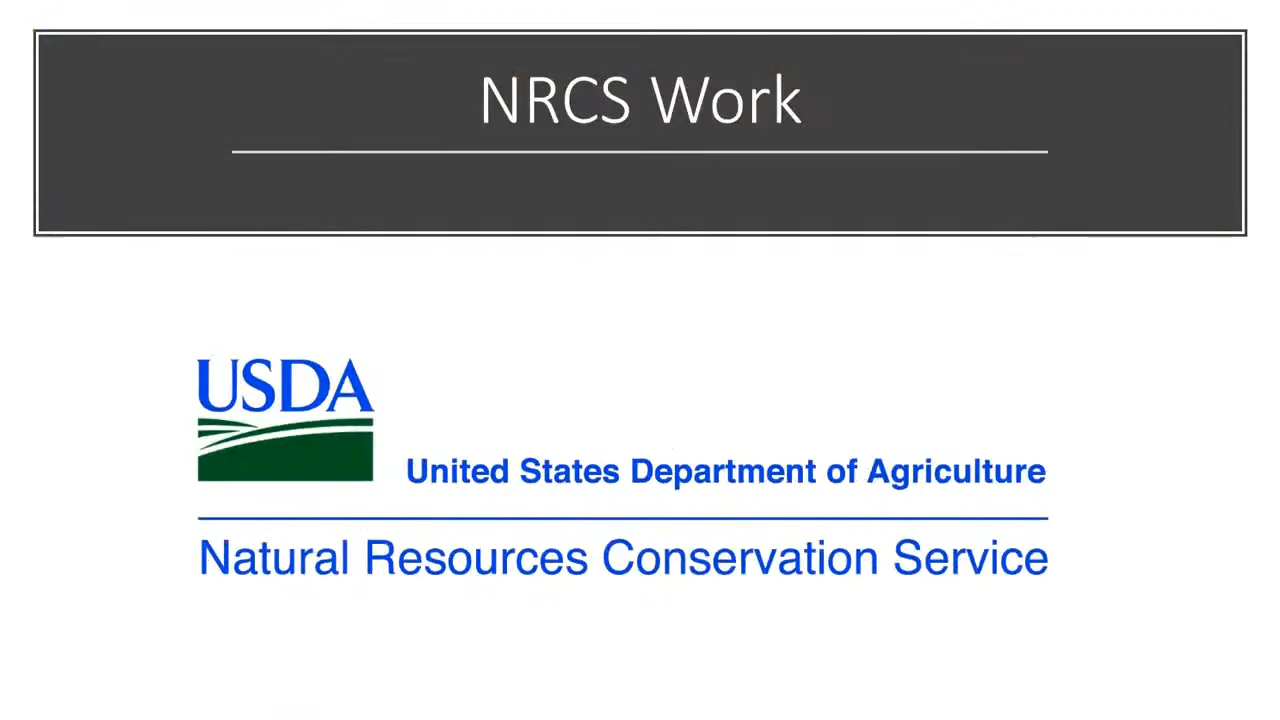 NRCS Work
USDA
United States Department of Agriculture
Natural Resources Conservation Service